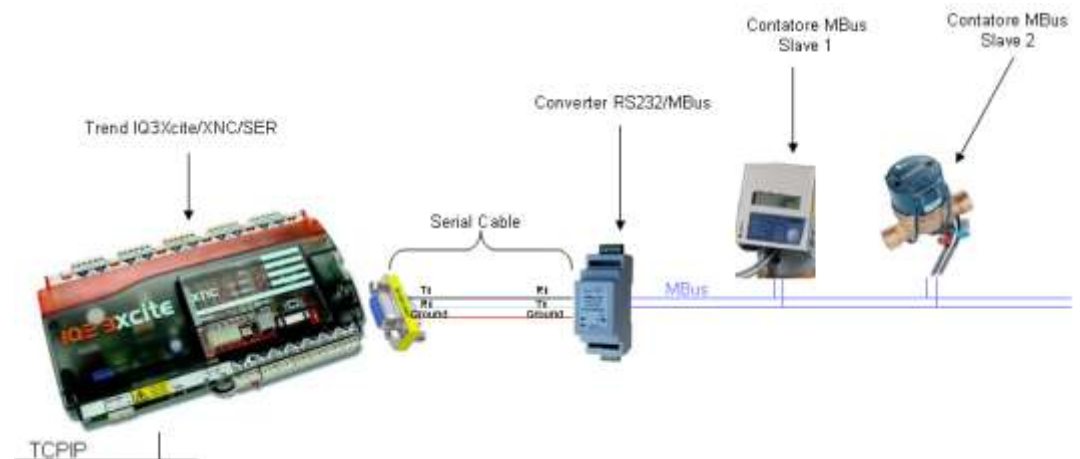 Contatore MBus
Slave 1
Contatore MBus
Slave 2
Converter RS232/MBus
Trend IQ3Xcite/XNC/SER
Serial Cable
Tx Rx
Rx Tx
Ground Ground
MBus
XNC
IQ3 3xcite
TCPIP